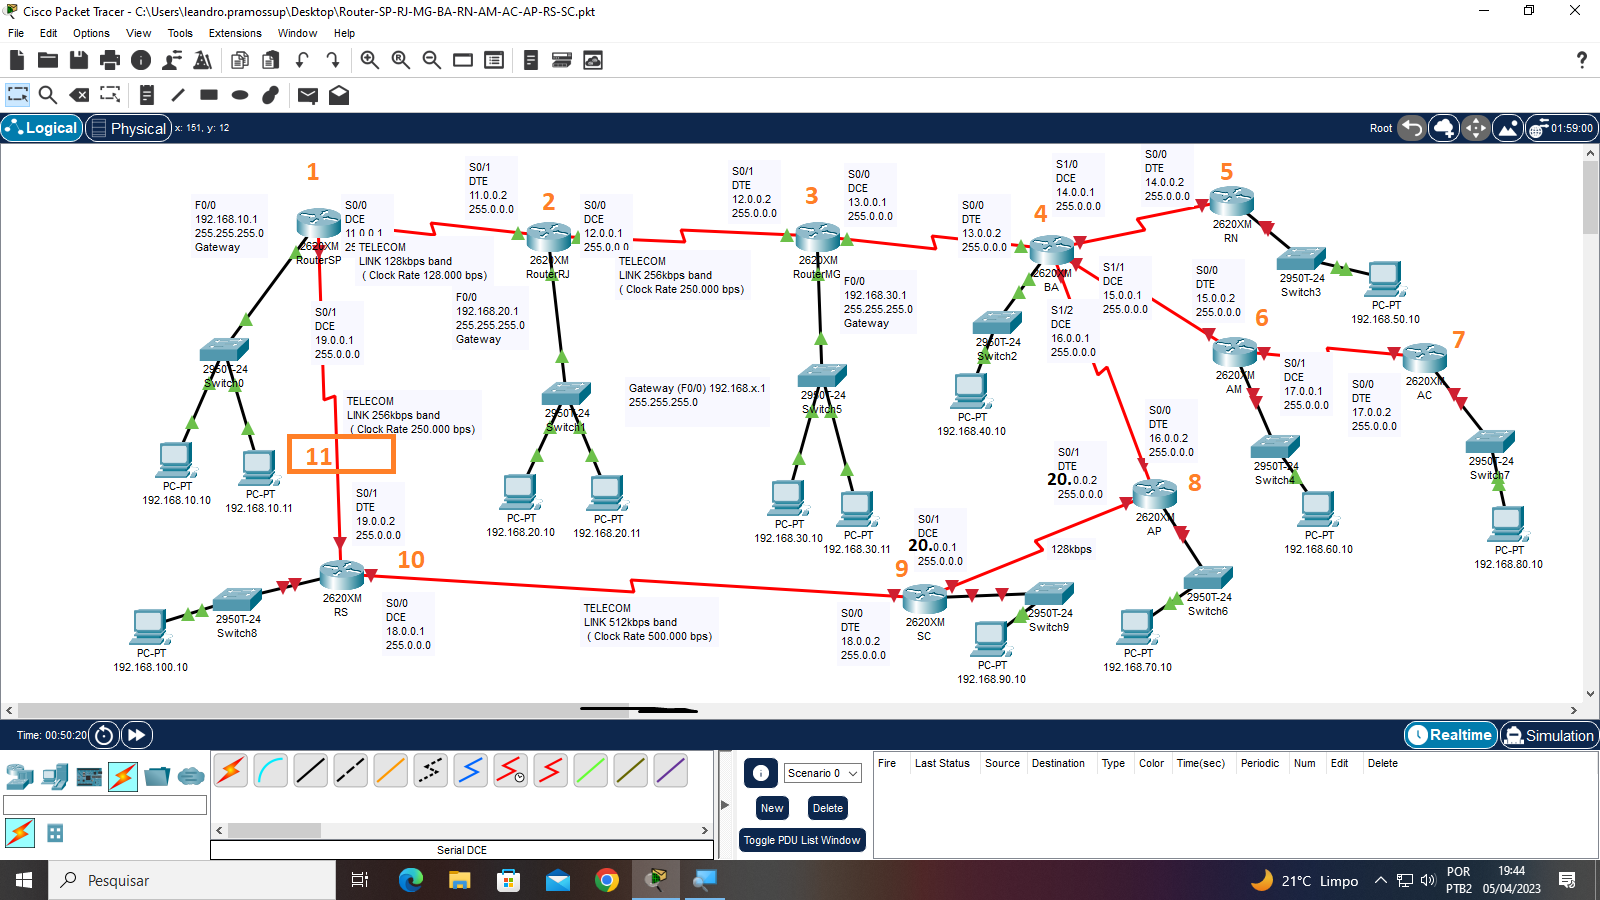 Cisco Packet Tracer - C:\Users\leandro.pramossup\Desktop\Router-SP-RJ-MG-BA-RN-AM-AC-AP-RS-SC.pkt
File Edit Options View Tools Extensions Window Help
Logical Physical x: 151, y: 12 Root 01:59:00
1
F0/0
192.168.10.1
255.255.255.0
Gateway
S0/0
DCE
11.0.0.1
2620XM
RouterSP
TELECOM
LINK 128kbps band
( Clock Rate 128.000 bps)
S0/1
DTE
11.0.0.2
255.0.0.0
2
2620XM
RouterRJ
S0/0
DCE
12.0.0.1
255.0.0.0
TELECOM
LINK 256kbps band
( Clock Rate 250.000 bps)
F0/0
192.168.20.1
255.255.255.0
Gateway
S0/1
DTE
12.0.0.2
255.0.0.0
3
S0/0
DCE
13.0.0.1
255.0.0.0
2620XM
RouterMG
F0/0
192.168.30.1
255.255.255.0
Gateway
S0/0
DTE
13.0.0.2
255.0.0.0
4
2620XM
BA
S1/0
DCE
14.0.0.1
255.0.0.0
S0/0
DTE
14.0.0.2
255.0.0.0
5
2620XM
RN
2950T-24
Switch3
PC-PT
192.168.50.10
S1/1
DCE
15.0.0.1
255.0.0.0
S0/0
DTE
15.0.0.2
255.0.0.0
6
2620XM
AM
S0/1
DCE
17.0.0.1
255.0.0.0
S0/0
DTE
17.0.0.2
255.0.0.0
7
2620XM
AC
2950T-24
Switch7
PC-PT
192.168.80.10
2950T-24
Switch4
PC-PT
192.168.60.10
S1/2
DCE
16.0.0.1
255.0.0.0
2950T-24
Switch2
PC-PT
192.168.40.10
S0/0
DTE
16.0.0.2
255.0.0.0
S0/1
DTE
20.0.0.2
255.0.0.0
8
2620XM
AP
2950T-24
Switch6
PC-PT
192.168.70.10
128kbps
S0/1
DCE
20.0.0.1
255.0.0.0
9
2620XM
SC
2950T-24
Switch9
PC-PT
192.168.90.10
S0/0
DTE
18.0.0.2
255.0.0.0
Gateway (F0/0) 192.168.x.1
255.255.255.0
2950T-24
Switch5
PC-PT
192.168.30.10
PC-PT
192.168.30.11
2950T-24
Switch1
PC-PT
192.168.20.10
PC-PT
192.168.20.11
S0/1
DCE
19.0.0.1
255.0.0.0
2950T-24
Switch0
PC-PT
192.168.10.10
PC-PT
192.168.10.11
TELECOM
LINK 256kbps band
( Clock Rate 250.000 bps)
11
S0/1
DTE
19.0.0.2
255.0.0.0
10
2620XM
RS
S0/0
DCE
18.0.0.1
255.0.0.0
2950T-24
Switch8
PC-PT
192.168.100.10
TELECOM
LINK 512kbps band
( Clock Rate 500.000 bps)
Time: 00:50:20 Realtime Simulation
Scenario 0
New Delete
Toggle PDU List Window
Fire Last Status Source Destination Type Color Time(sec) Periodic Num Edit Delete
Serial DCE
Pesquisar
21°C Limpo
POR
PTB2
19:44
05/04/2023